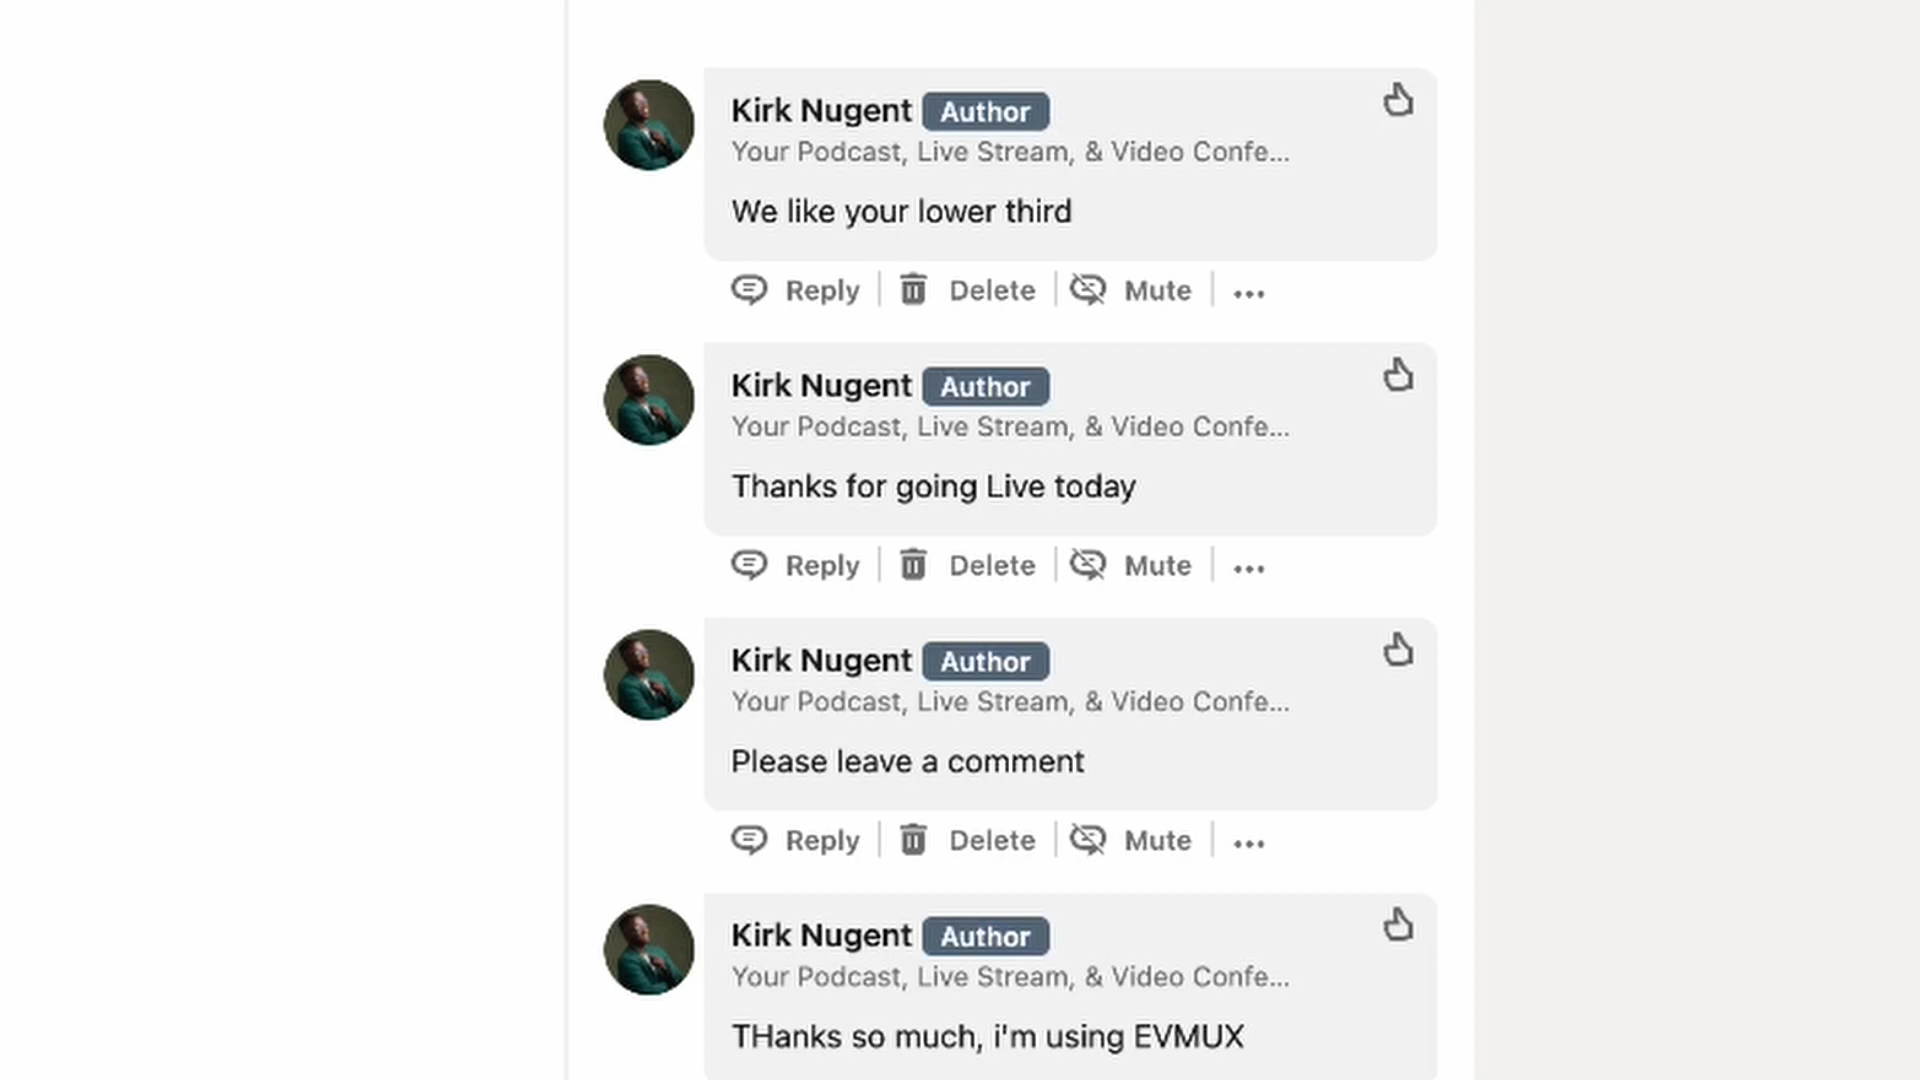 Kirk Nugent Author
Your Podcast, Live Stream, & Video Confe...
We like your lower third
Reply Delete Mute ...
Kirk Nugent Author
Your Podcast, Live Stream, & Video Confe...
Thanks for going Live today
Reply Delete Mute ...
Kirk Nugent Author
Your Podcast, Live Stream, & Video Confe...
Please leave a comment
Reply Delete Mute ...
Kirk Nugent Author
Your Podcast, Live Stream, & Video Confe...
THanks so much, i'm using EVMUX